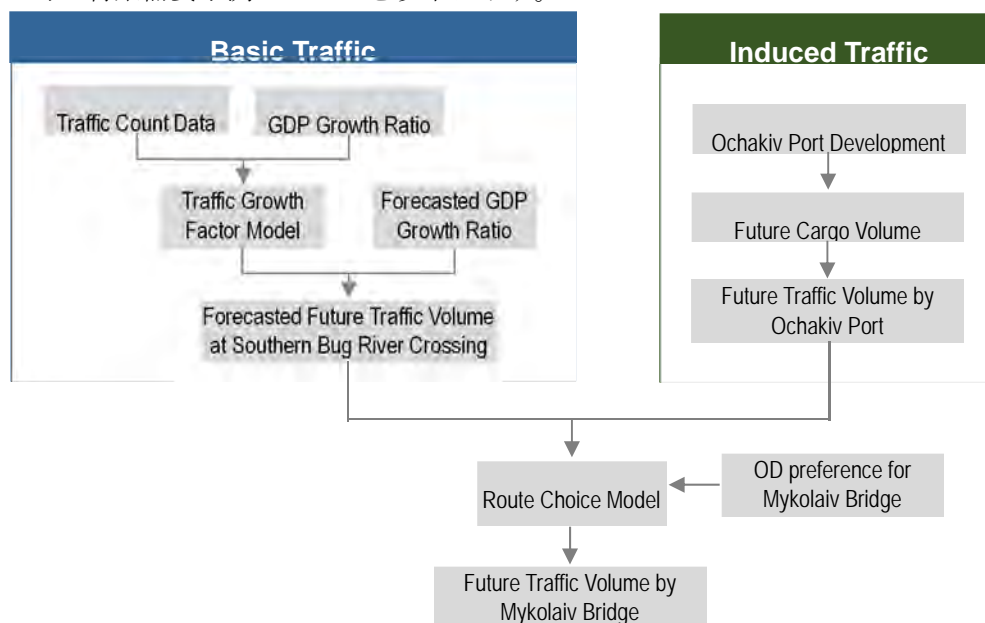 Basic Traffic
Induced Traffic
Traffic Count Data
GDP Growth Ratio
Traffic Growth
Factor Model
Forecasted GDP
Growth Ratio
Forecasted Future Traffic Volume
at Southern Bug River Crossing
Ochakiv Port Development
Future Cargo Volume
Future Traffic Volume by
Ochakiv Port
Route Choice Model
OD preference for
Mykolaiv Bridge
Future Traffic Volume by
Mykolaiv Bridge